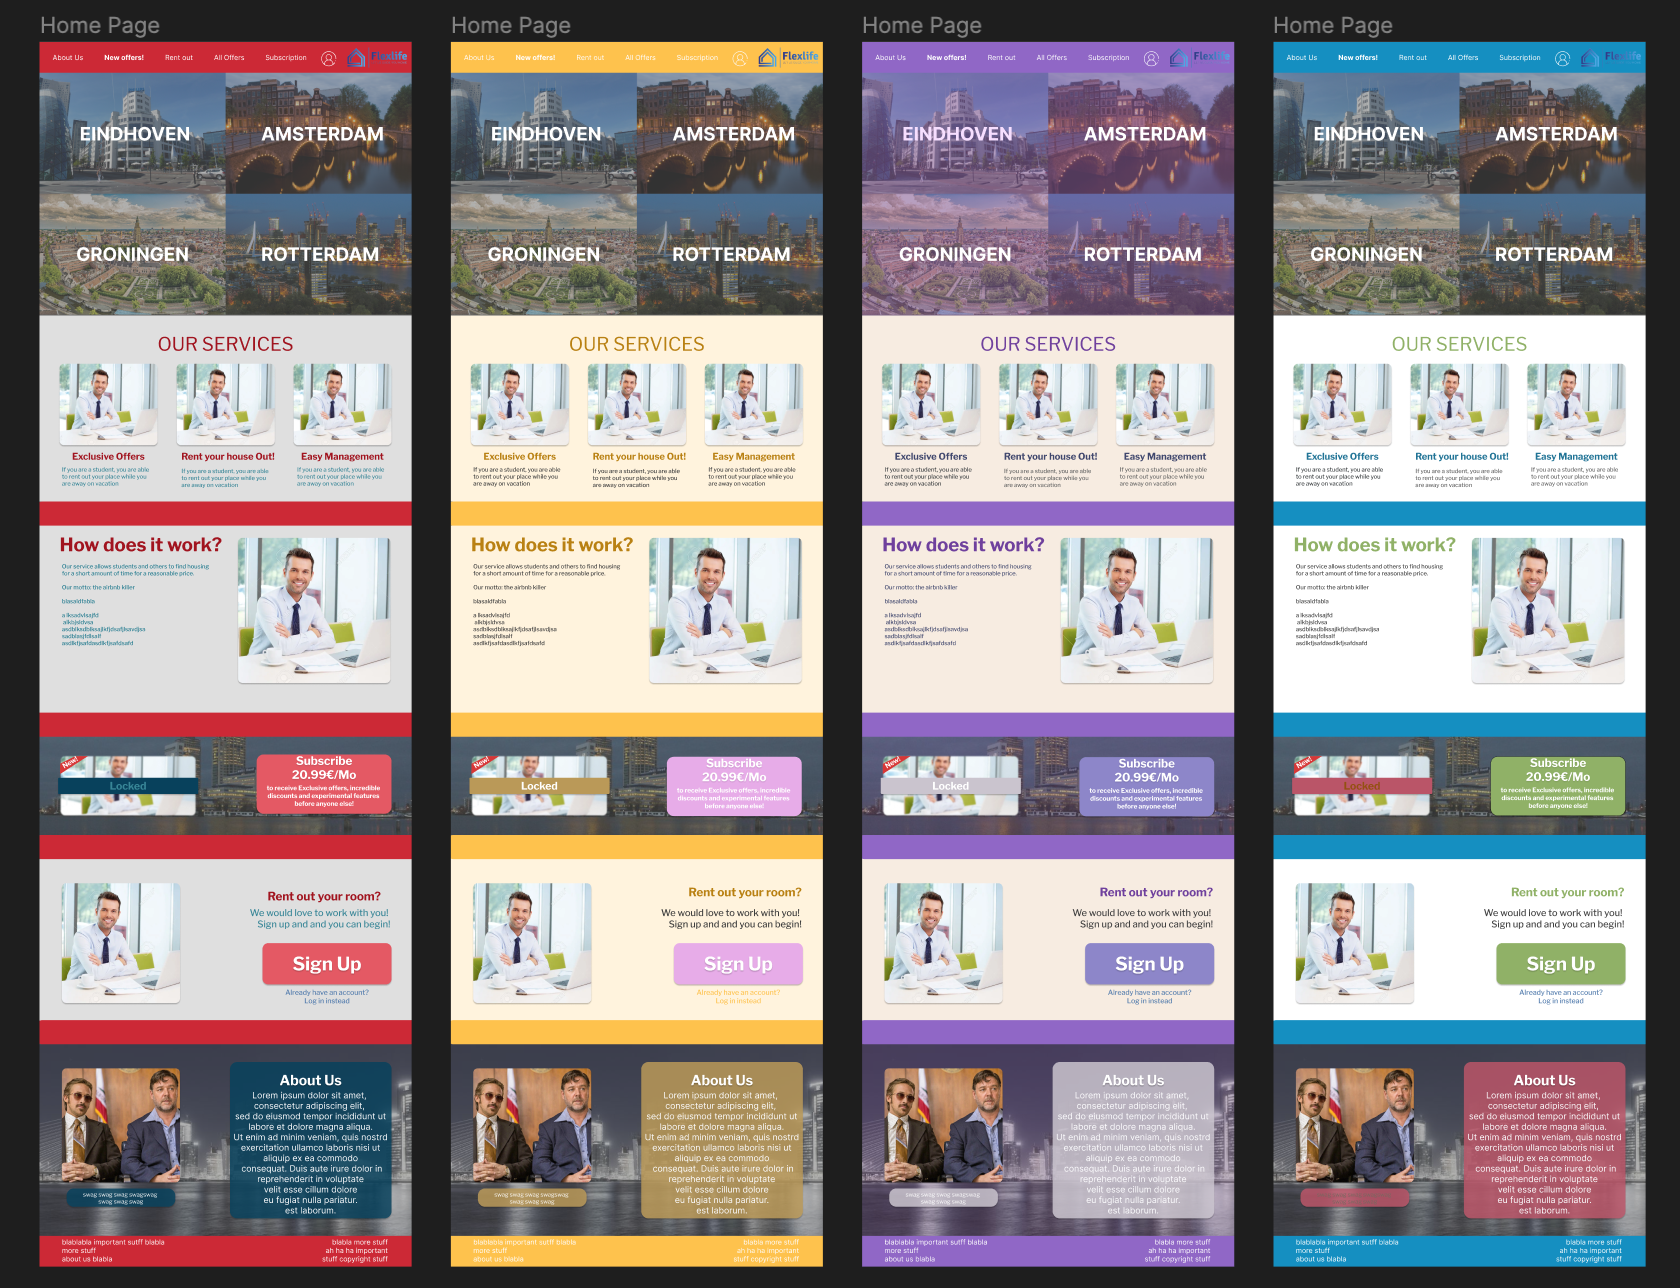 Home Page
About Us New offers! Rent out All Offers Subscription Flexlife
EINDHOVEN AMSTERDAM
GRONINGEN ROTTERDAM
OUR SERVICES
Exclusive Offers
If you are a student, you are able
to rent out your place while you
are away on vacation
Rent your house Out!
If you are a student, you are able
to rent out your place while you
are away on vacation
Easy Management
If you are a student, you are able
to rent out your place while you
are away on vacation
How does it work?
Our service allows students and others to find housing
for a short amount of time for a reasonable price.
Our motto: the airbnb killer
blasaldfabla
a lksadvlsajfd
alkbjsldvsa
asdblksdblksajlkfjdsafjlsavdjsa
sadblasjfdlsalf
asdlkfjsafdasdlkfjsafdsafd
New!
Locked
Subscribe
20.99€/Mo
to receive Exclusive offers, incredible
discounts and experimental features
before anyone else!
Rent out your room?
We would love to work with you!
Sign up and and you can begin!
Sign Up
Already have an account?
Log in instead
swag swag swag swagswag
swag swag swag
About Us
Lorem ipsum dolor sit amet,
consectetur adipiscing elit,
sed do eiusmod tempor incididunt ut
labore et dolore magna aliqua.
Ut enim ad minim veniam, quis nostrd
exercitation ullamco laboris nisi ut
aliquip ex ea commodo
consequat. Duis aute irure dolor in
reprehenderit in voluptate
velit esse cillum dolore
eu fugiat nulla pariatur.
est laborum.
blablabla important sutff blabla
more stuff
about us blabla
blabla more stuff
ah ha ha important
stuff copyright stuff
Home Page
About Us New offers! Rent out All Offers Subscription Flexlife
EINDHOVEN AMSTERDAM
GRONINGEN ROTTERDAM
OUR SERVICES
Exclusive Offers
If you are a student, you are able
to rent out your place while you
are away on vacation
Rent your house Out!
If you are a student, you are able
to rent out your place while you
are away on vacation
Easy Management
If you are a student, you are able
to rent out your place while you
are away on vacation
How does it work?
Our service allows students and others to find housing
for a short amount of time for a reasonable price.
Our motto: the airbnb killer
blasaldfabla
a lksadvlsajfd
alkbjsldvsa
asdblksdblksajlkfjdsafjlsavdjsa
sadblasjfdlsalf
asdlkfjsafdasdlkfjsafdsafd
New!
Locked
Subscribe
20.99€/Mo
to receive Exclusive offers, incredible
discounts and experimental features
before anyone else!
Rent out your room?
We would love to work with you!
Sign up and and you can begin!
Sign Up
Already have an account?
Log in instead
swag swag swag swagswag
swag swag swag
About Us
Lorem ipsum dolor sit amet,
consectetur adipiscing elit,
sed do eiusmod tempor incididunt ut
labore et dolore magna aliqua.
Ut enim ad minim veniam, quis nostrd
exercitation ullamco laboris nisi ut
aliquip ex ea commodo
consequat. Duis aute irure dolor in
reprehenderit in voluptate
velit esse cillum dolore
eu fugiat nulla pariatur.
est laborum.
blablabla important sutff blabla
more stuff
about us blabla
blabla more stuff
ah ha ha important
stuff copyright stuff
Home Page
About Us New offers! Rent out All Offers Subscription Flexlife
EINDHOVEN AMSTERDAM
GRONINGEN ROTTERDAM
OUR SERVICES
Exclusive Offers
If you are a student, you are able
to rent out your place while you
are away on vacation
Rent your house Out!
If you are a student, you are able
to rent out your place while you
are away on vacation
Easy Management
If you are a student, you are able
to rent out your place while you
are away on vacation
How does it work?
Our service allows students and others to find housing
for a short amount of time for a reasonable price.
Our motto: the airbnb killer
blasaldfabla
a lksadvlsajfd
alkbjsldvsa
asdblksdblksajlkfjdsafjlsavdjsa
sadblasjfdlsalf
asdlkfjsafdasdlkfjsafdsafd
New!
Locked
Subscribe
20.99€/Mo
to receive Exclusive offers, incredible
discounts and experimental features
before anyone else!
Rent out your room?
We would love to work with you!
Sign up and and you can begin!
Sign Up
Already have an account?
Log in instead
swag swag swag swagswag
swag swag swag
About Us
Lorem ipsum dolor sit amet,
consectetur adipiscing elit,
sed do eiusmod tempor incididunt ut
labore et dolore magna aliqua.
Ut enim ad minim veniam, quis nostrd
exercitation ullamco laboris nisi ut
aliquip ex ea commodo
consequat. Duis aute irure dolor in
reprehenderit in voluptate
velit esse cillum dolore
eu fugiat nulla pariatur.
est laborum.
blablabla important sutff blabla
more stuff
about us blabla
blabla more stuff
ah ha ha important
stuff copyright stuff
Home Page
About Us New offers! Rent out All Offers Subscription Flexlife
EINDHOVEN AMSTERDAM
GRONINGEN ROTTERDAM
OUR SERVICES
Exclusive Offers
If you are a student, you are able
to rent out your place while you
are away on vacation
Rent your house Out!
If you are a student, you are able
to rent out your place while you
are away on vacation
Easy Management
If you are a student, you are able
to rent out your place while you
are away on vacation
How does it work?
Our service allows students and others to find housing
for a short amount of time for a reasonable price.
Our motto: the airbnb killer
blasaldfabla
a lksadvlsajfd
alkbjsldvsa
asdblksdblksajlkfjdsafjlsavdjsa
sadblasjfdlsalf
asdlkfjsafdasdlkfjsafdsafd
New!
Locked
Subscribe
20.99€/Mo
to receive Exclusive offers, incredible
discounts and experimental features
before anyone else!
Rent out your room?
We would love to work with you!
Sign up and and you can begin!
Sign Up
Already have an account?
Log in instead
About Us
Lorem ipsum dolor sit amet,
consectetur adipiscing elit,
sed do eiusmod tempor incididunt ut
labore et dolore magna aliqua.
Ut enim ad minim veniam, quis nostrd
exercitation ullamco laboris nisi ut
aliquip ex ea commodo
consequat. Duis aute irure dolor in
reprehenderit in voluptate
velit esse cillum dolore
eu fugiat nulla pariatur.
est laborum.
blablabla important sutff blabla
more stuff
about us blabla
blabla more stuff
ah ha ha important
stuff copyright stuff